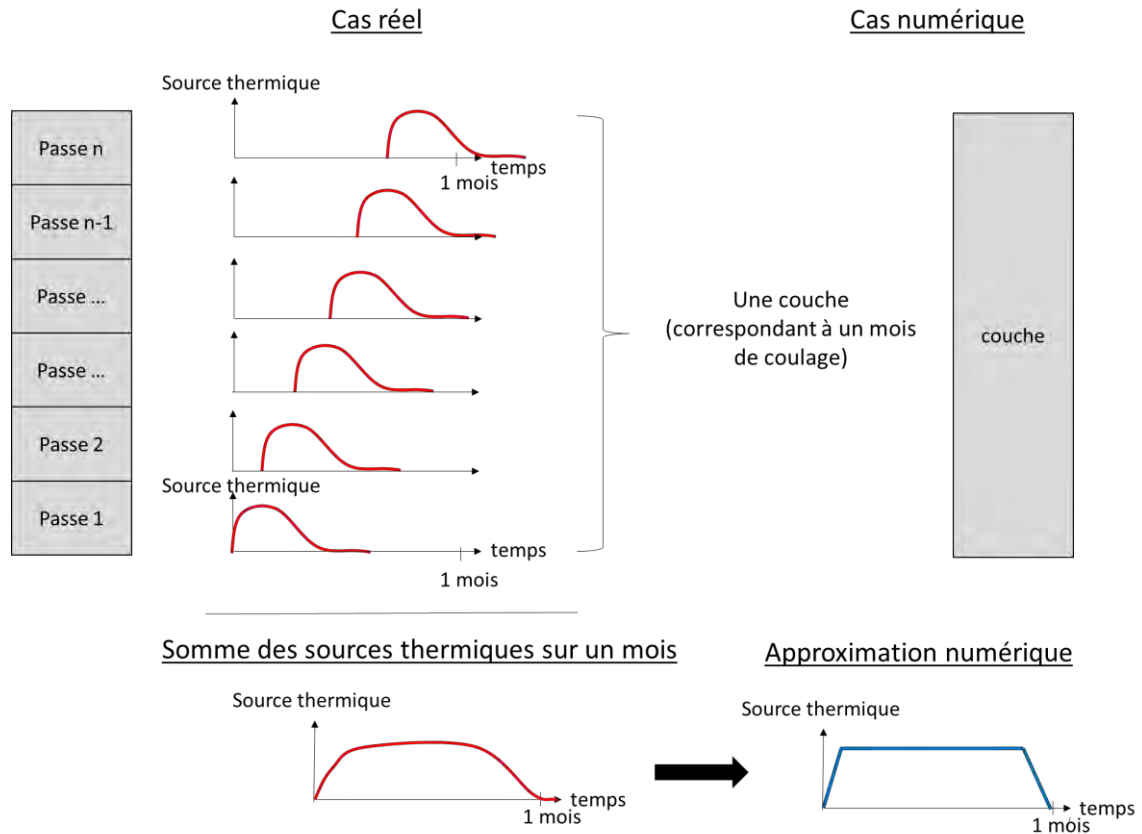 Cas réel
Cas numérique
Source thermique
Passe n
temps
1 mois
Passe n-1
Passe ...
Une couche
(correspondant à un mois
de coulage)
couche
Passe ...
Passe 2
Source thermique
Passe 1
temps
1 mois
Somme des sources thermiques sur un mois
Approximation numérique
Source thermique
Source thermique
temps
1 mois
temps
1 mois